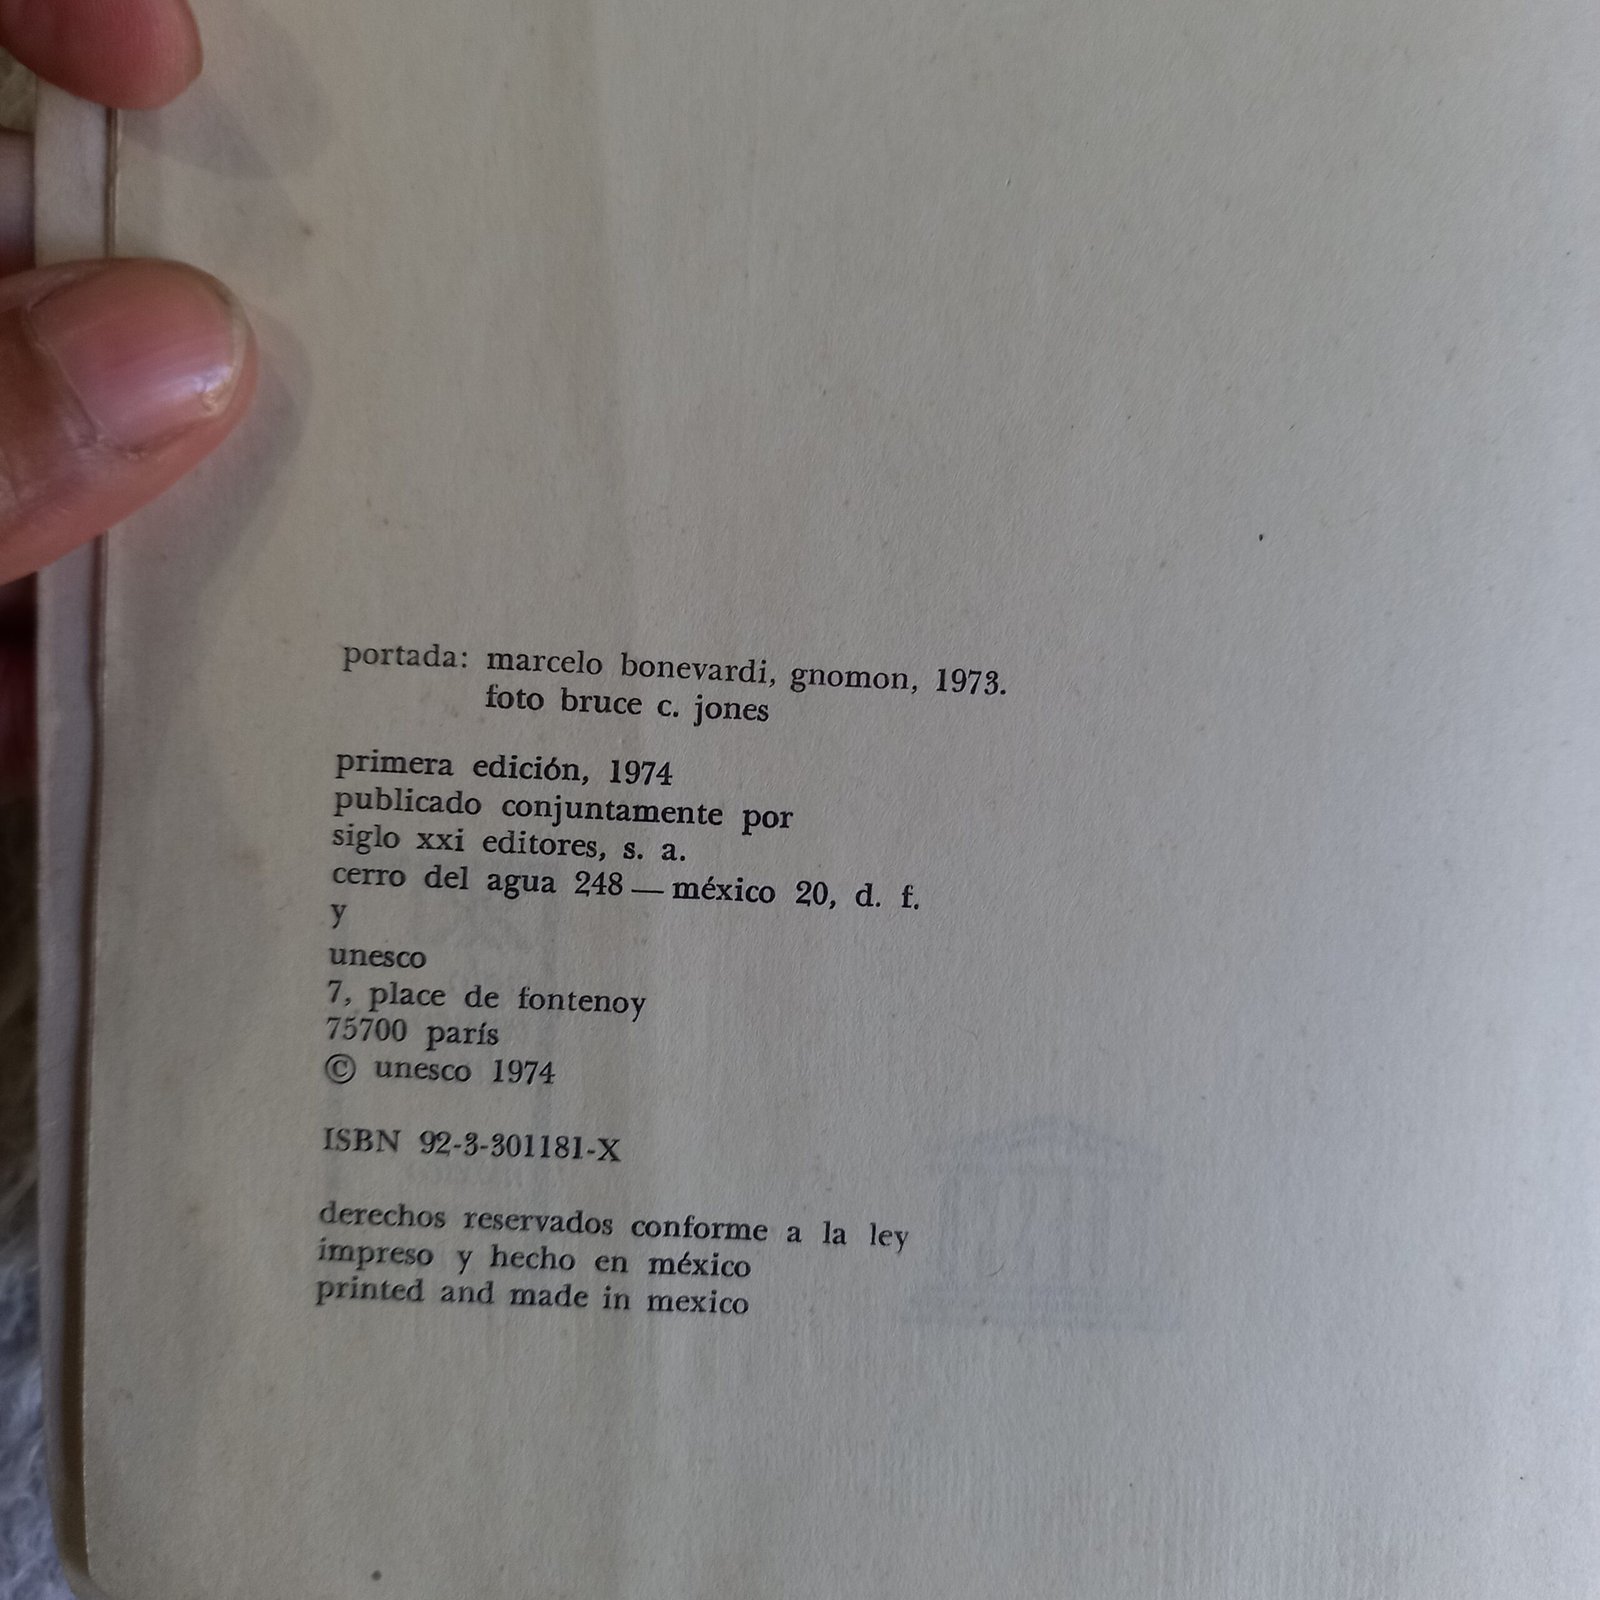 portada: marcelo bonevardi, gnomon, 1973.
foto bruce c. jones
primera edición, 1974
publicado conjuntamente por
siglo xxi editores, s. a.
cerro del agua 248 — méxico 20, d. f.
y
unesco
7, place de fontenoy
75700 parís
© unesco 1974
ISBN 92-3-301181-X
derechos reservados conforme a la ley
impreso y hecho en méxico
printed and made in mexico